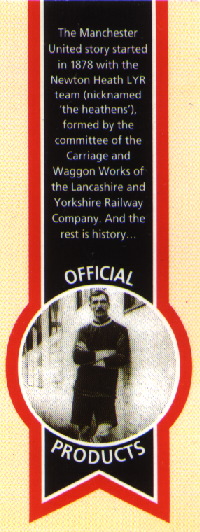 The Manchester
United story started
in 1878 with the
Newton Heath LYR
team (nicknamed
'the heathens'),
formed by the
committee of the
Carriage and
Waggon Works of
the Lancashire and
Yorkshire Railway
Company. And the
rest is history...
OFFICIAL
PRODUCTS